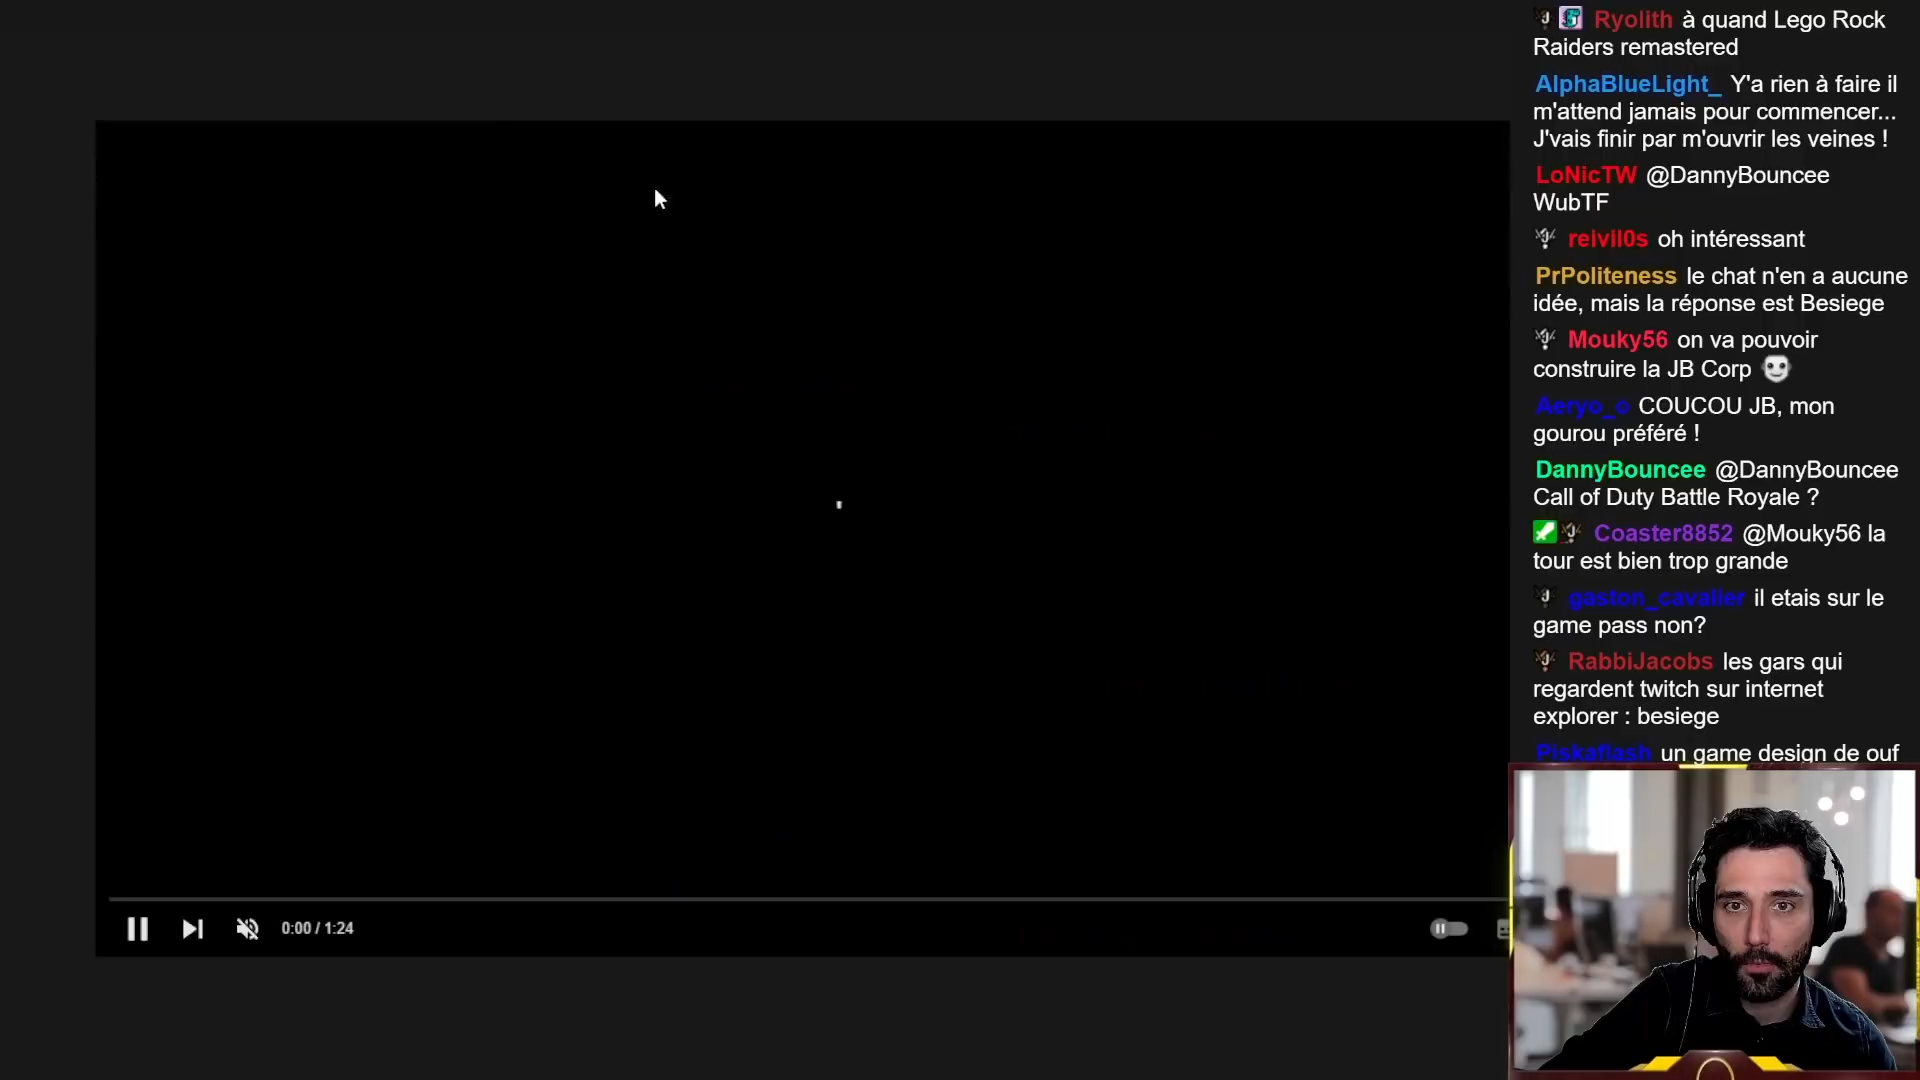 Ryolith à quand Lego Rock
Raiders remastered
AlphaBlueLight_ Y'a rien à faire il
m'attend jamais pour commencer...
J'vais finir par m'ouvrir les veines !
LoNicTW @DannyBouncee
WubTF
reivil0s oh intéressant
PrPoliteness le chat n'en a aucune
idée, mais la réponse est Besiege
Mouky56 on va pouvoir
construire la JB Corp
Aeryo_o COUCOU JB, mon
gourou préféré !
DannyBouncee @DannyBouncee
Call of Duty Battle Royale ?
Coaster8852 @Mouky56 la
tour est bien trop grande
gaston_cavalier il etais sur le
game pass non?
RabbiJacobs les gars qui
regardent twitch sur internet
explorer : besiege
Piskaflash un game design de ouf
0:00 / 1:24